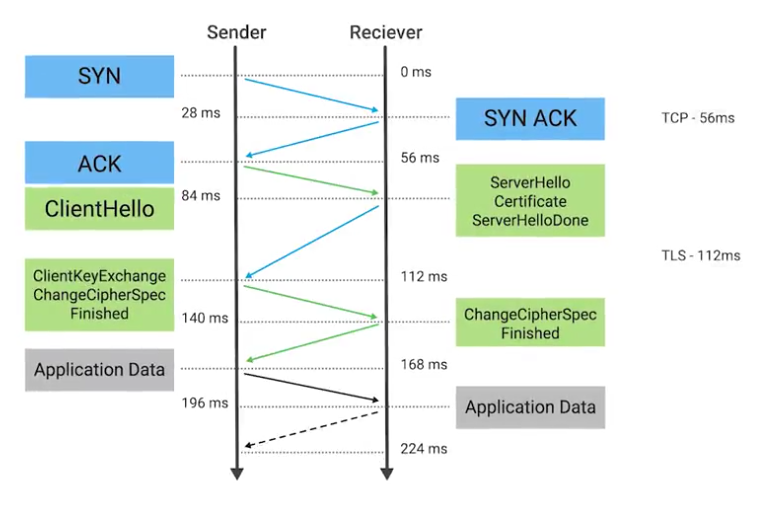 Sender
Reciever
SYN
0 ms
28 ms
SYN ACK
TCP - 56ms
ACK
56 ms
84 ms
ClientHello
ServerHello
Certificate
ServerHelloDone
TLS - 112ms
ClientKeyExchange
ChangeCipherSpec
Finished
112 ms
140 ms
ChangeCipherSpec
Finished
Application Data
168 ms
196 ms
Application Data
224 ms